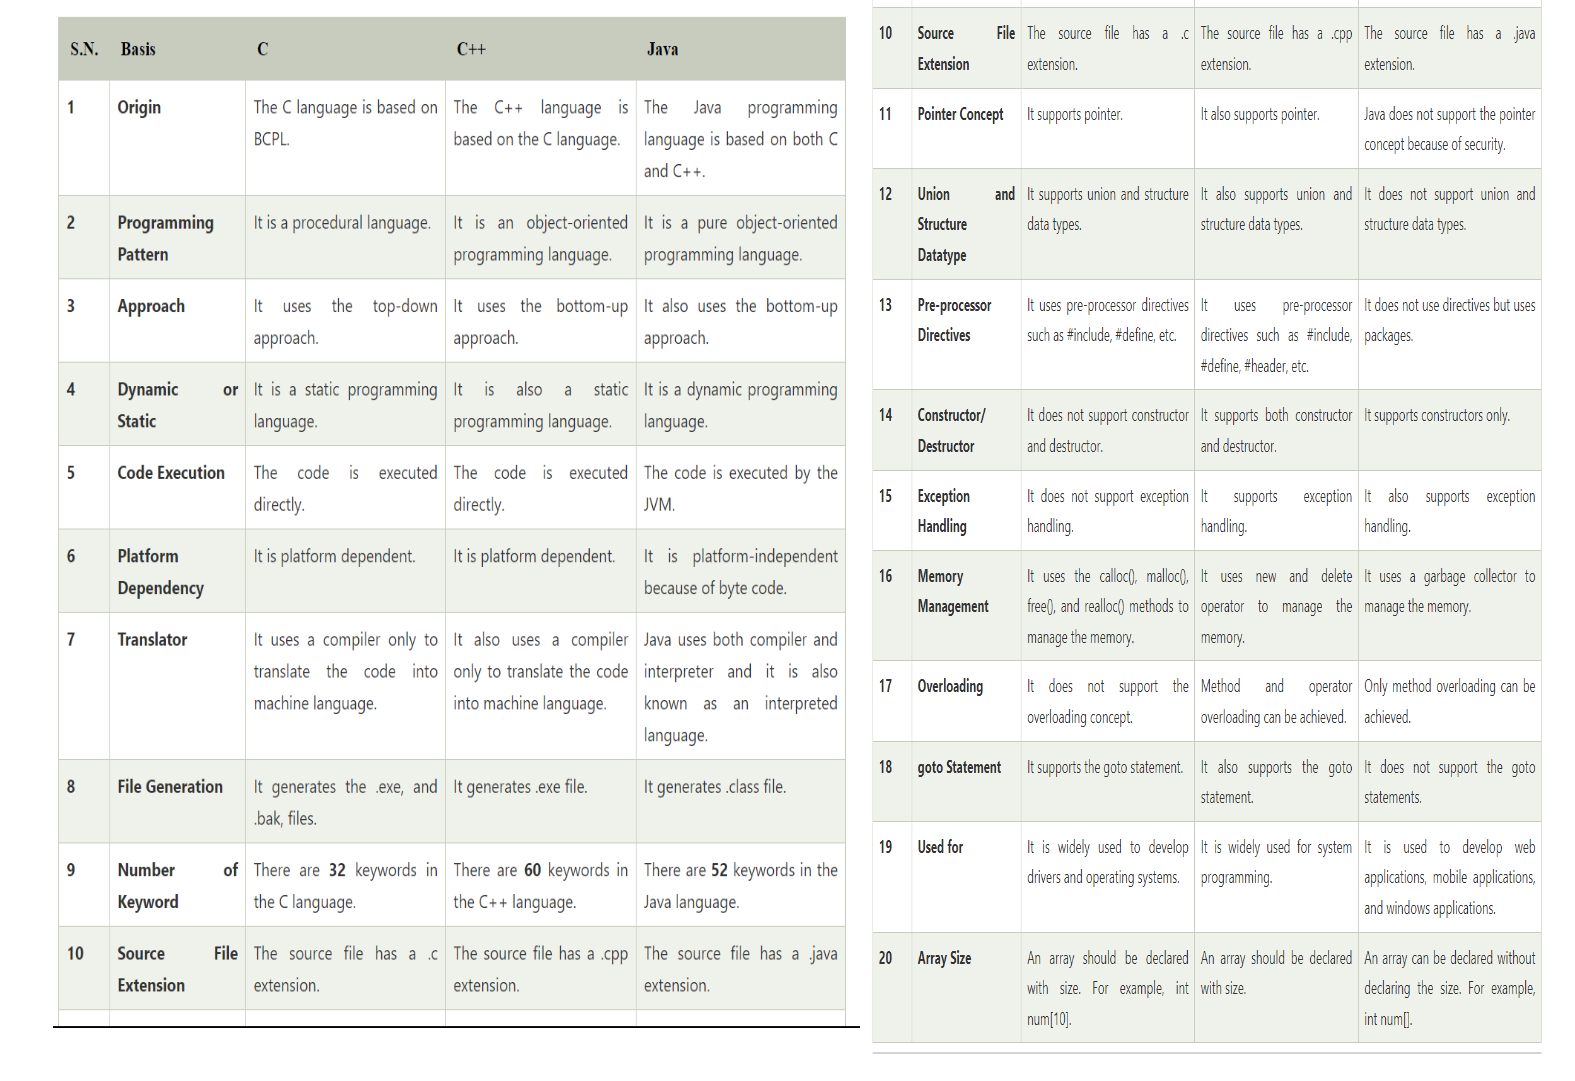 S.N. Basis C C++ Java
1 Origin The C language is based on The C++ language is The Java programming
BCPL. based on the C language. language is based on both C
and C++.
2 Programming It is a procedural language. It is an object-oriented It is a pure object-oriented
Pattern programming language. programming language.
3 Approach It uses the top-down It uses the bottom-up It also uses the bottom-up
approach. approach. approach.
4 Dynamic or It is a static programming It is also a static It is a dynamic programming
Static language. programming language. language.
5 Code Execution The code is executed The code is executed The code is executed by the
directly. directly. JVM.
6 Platform It is platform dependent. It is platform dependent. It is platform-independent
Dependency because of byte code.
7 Translator It uses a compiler only to It also uses a compiler Java uses both compiler and
translate the code into only to translate the code interpreter and it is also
machine language. into machine language. known as an interpreted
language.
8 File Generation It generates the .exe, and It generates .exe file. It generates .class file.
.bak, files.
9 Number of There are 32 keywords in There are 60 keywords in There are 52 keywords in the
Keyword the C language. the C++ language. Java language.
10 Source File The source file has a .c The source file has a .cpp The source file has a .java
Extension extension. extension. extension.
10 Source File The source file has a .c The source file has a .cpp The source file has a .java
Extension extension. extension. extension.
11 Pointer Concept It supports pointer. It also supports pointer. Java does not support the pointer
concept because of security.
12 Union and It supports union and structure It also supports union and It does not support union and
Structure data types. structure data types. structure data types.
Datatype
13 Pre-processor It uses pre-processor directives It uses pre-processor It does not use directives but uses
Directives such as #include, #define, etc. directives such as #include, packages.
#define, #header, etc.
14 Constructor/ It does not support constructor It supports both constructor It supports constructors only.
Destructor and destructor. and destructor.
15 Exception It does not support exception It supports exception It also supports exception
Handling handling. handling. handling.
16 Memory It uses the calloc(), malloc(), It uses new and delete It uses a garbage collector to
Management free(), and realloc() methods to operator to manage the manage the memory.
manage the memory. memory.
17 Overloading It does not support the Method and operator Only method overloading can be
overloading concept. overloading can be achieved. achieved.
18 goto Statement It supports the goto statement. It also supports the goto It does not support the goto
statement. statements.
19 Used for It is widely used to develop It is widely used for system It is used to develop web
drivers and operating systems. programming. applications, mobile applications,
and windows applications.
20 Array Size An array should be declared An array should be declared An array can be declared without
with size. For example, int with size. declaring the size. For example,
num[10]. int num[].